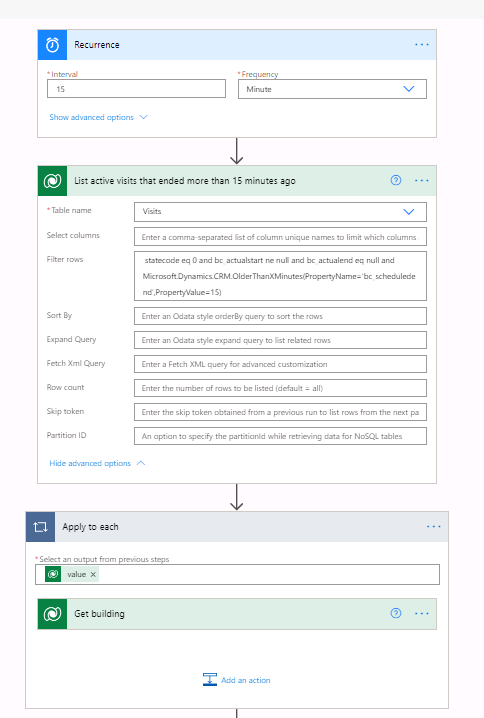 Recurrence
* Interval
* Frequency
15
Minute
Show advanced options
List active visits that ended more than 15 minutes ago
* Table name
Visits
Select columns
Enter a comma-separated list of column unique names to limit which columns
Filter rows
statecode eq 0 and bc_actualstart ne null and bc_actualend eq null and
Microsoft.Dynamics.CRM.OlderThanXMinutes(PropertyName='bc_schedulede
nd',PropertyValue=15)
Sort By
Enter an Odata style orderBy query to sort the rows
Expand Query
Enter an Odata style expand query to list related rows
Fetch Xml Query
Enter a Fetch XML query for advanced customization
Row count
Enter the number of rows to be listed (default = all)
Skip token
Enter the skip token obtained from a previous run to list rows from the next pa
Partition ID
An option to specify the partitionId while retrieving data for NoSQL tables
Hide advanced options
Apply to each
* Select an output from previous steps
value ×
Get building
Add an action